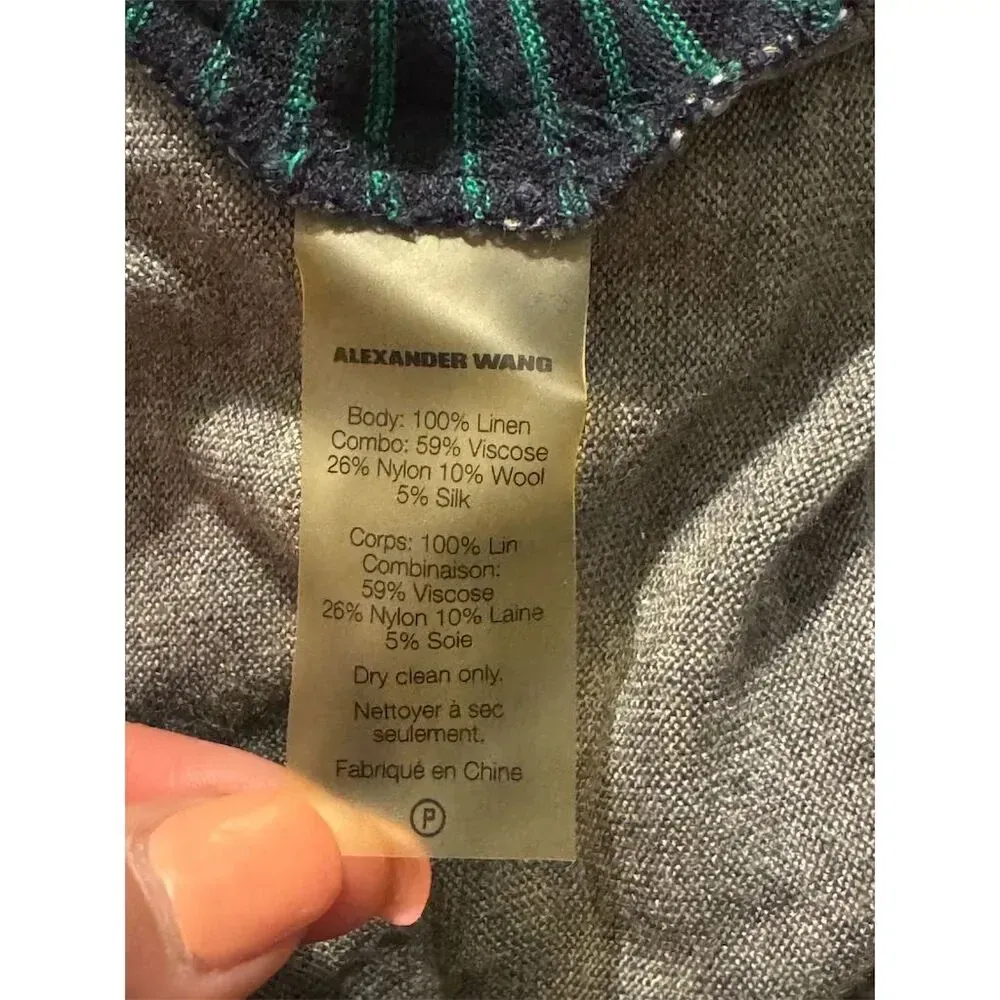 ALEXANDER WANG
Body: 100% Linen
Combo: 59% Viscose
26% Nylon 10% Wool
5% Silk
Corps: 100% Lin
Combinaison:
59% Viscose
26% Nylon 10% Laine
5% Soie
Dry clean only.
Nettoyer à sec
seulement.
Fabriqué en Chine
P